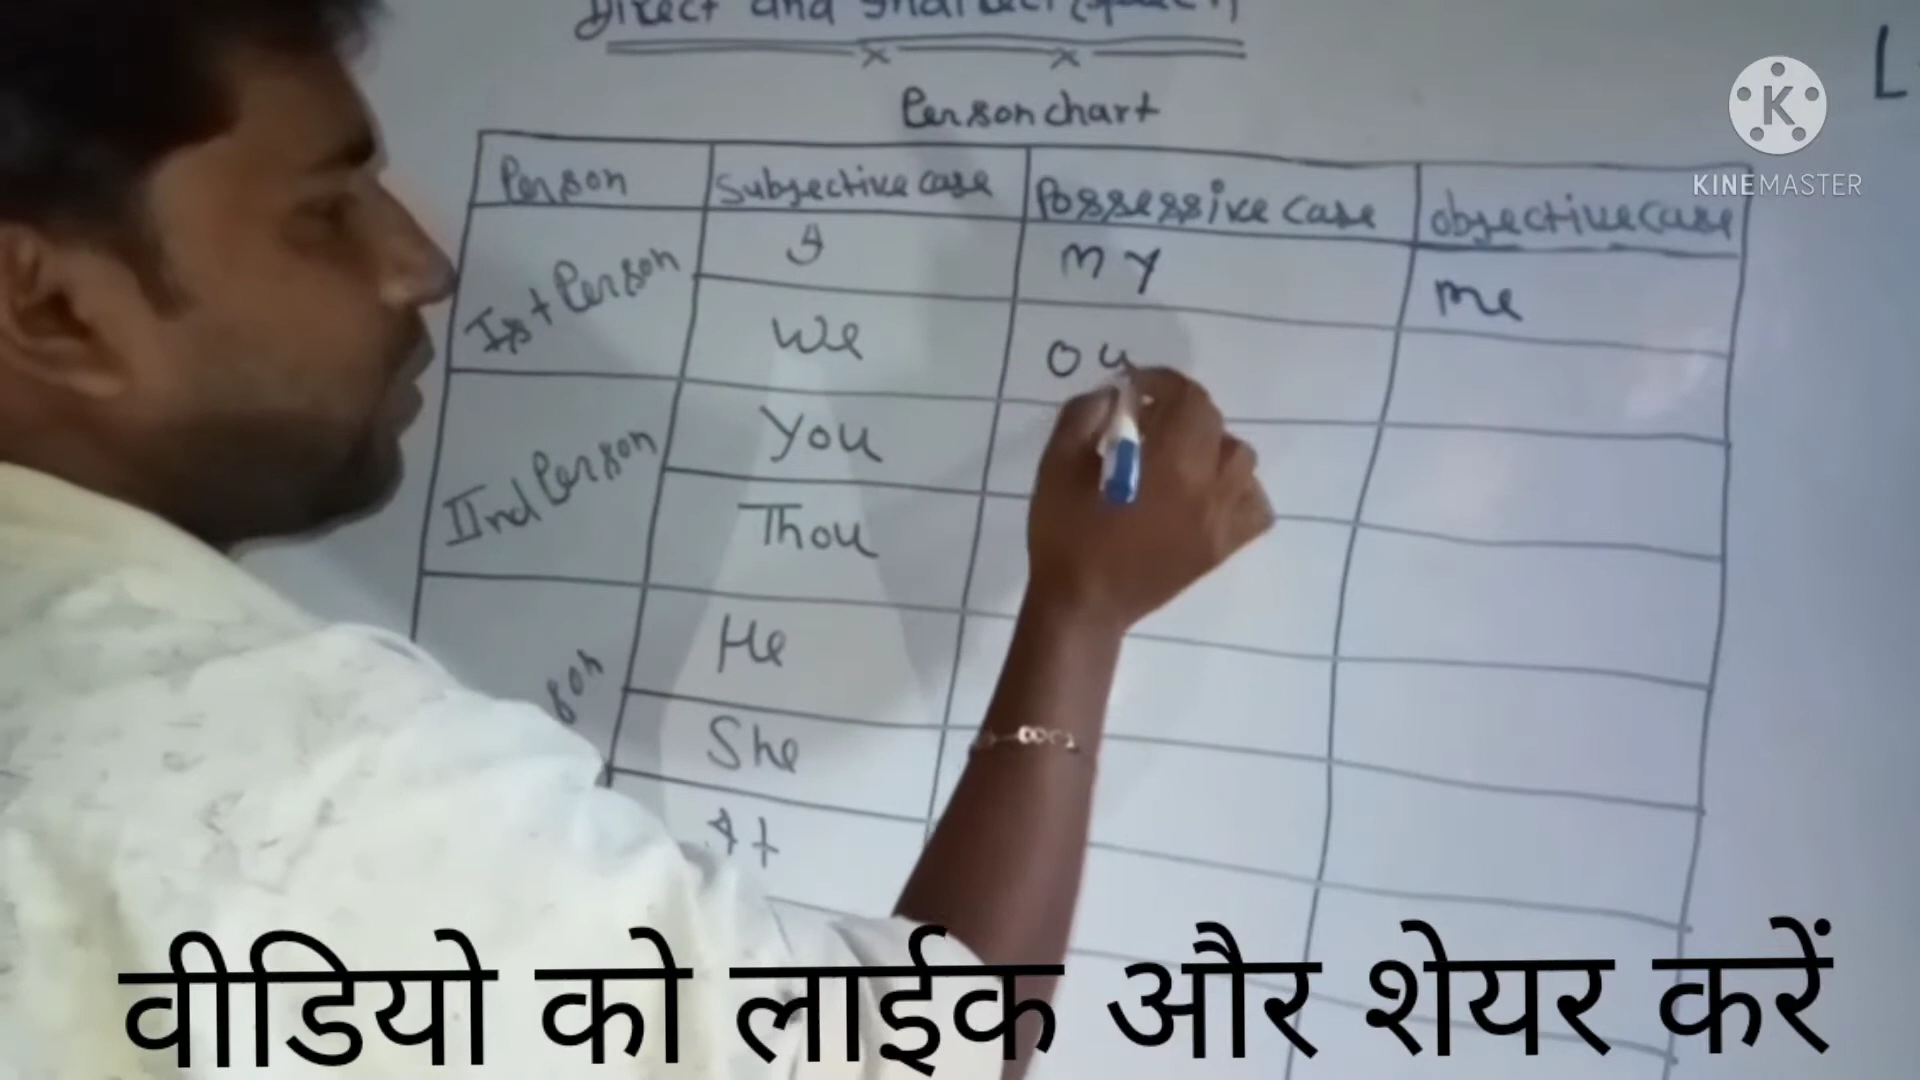 Direct and Indirect (Speech)
Person chart
Person Subjective case Possessive case objective case
Ist Person I my me
We ou
IInd Person You
Thou
He
son
She
It
L
KINEMASTER
वीडियो को लाईक और शेयर करें